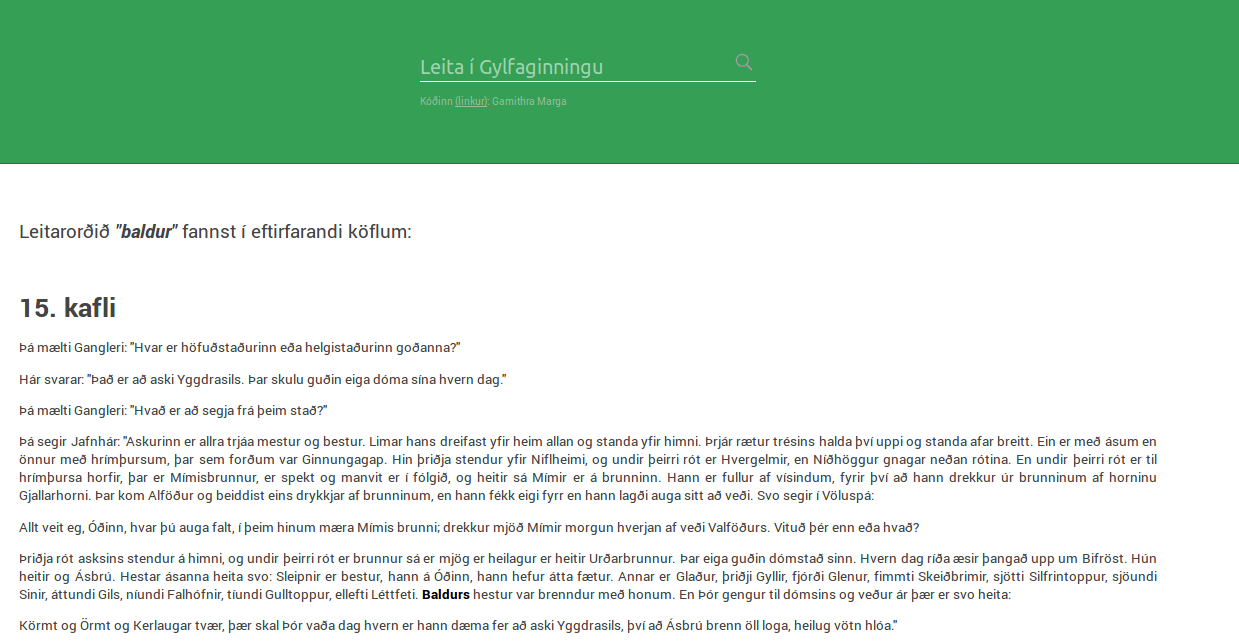 Leita í Gylfaginningu
Kóðinn (linkur): Gamithra Marga
Leitarorðið "baldur" fannst í eftirfarandi köflum:
15. kafli
Þá mælti Gangleri: "Hvar er höfuðstaðurinn eða helgistaðurinn goðanna?"
Hár svarar: "Það er að aski Yggdrasils. Þar skulu guðin eiga dóma sína hvern dag."
Þá mælti Gangleri: "Hvað er að segja frá þeim stað?"
Þá segir Jafnhár: "Askurinn er allra trjáa mestur og bestur. Limar hans dreifast yfir heim allan og standa yfir himni. Þrjár rætur trésins halda því uppi og standa afar breitt. Ein er með ásum en
önnur með hrímþursum, þar sem forðum var Ginnungagap. Hin þriðja stendur yfir Niflheimi, og undir þeirri rót er Hvergelmir, en Níðhöggur gnagar neðan rótina. En undir þeirri rót er til
hrímþursa horfir, þar er Mímisbrunnur, er spekt og manvit er í fólgið, og heitir sá Mímir er á brunninn. Hann er fullur af vísindum, fyrir því að hann drekkur úr brunninum af horninu
Gjallarhorni. Þar kom Alföður og beiddist eins drykkjar af brunninum, en hann fékk eigi fyrr en hann lagði auga sitt að veði. Svo segir í Völuspá:
Allt veit eg, Óðinn, hvar þú auga falt, í þeim hinum mæra Mímis brunni; drekkur mjöð Mímir morgun hverjan af veði Valföðurs. Vituð þér enn eða hvað?
Þriðja rót asksins stendur á himni, og undir þeirri rót er brunnur sá er mjög er heilagur er heitir Urðarbrunnur. Þar eiga guðin dómstað sinn. Hvern dag ríða æsir þangað upp um Bifröst. Hún
heitir og Ásbrú. Hestar ásanna heita svo: Sleipnir er bestur, hann á Óðinn, hann hefur átta fætur. Annar er Glaður, þriðji Gyllir, fjórði Glenur, fimmti Skeiðbrimir, sjötti Silfrintoppur, sjöundi
Sinir, áttundi Gils, níundi Falhófnir, tíundi Gulltoppur, ellefti Léttfeti. Baldurs hestur var brenndur með honum. En Þór gengur til dómsins og veður ár þær er svo heita:
Körmt og Örmt og Kerlaugar tvær, þær skal Þór vaða dag hvern er hann dæma fer að aski Yggdrasils, því að Ásbrú brenn öll loga, heilug vötn hlóa."